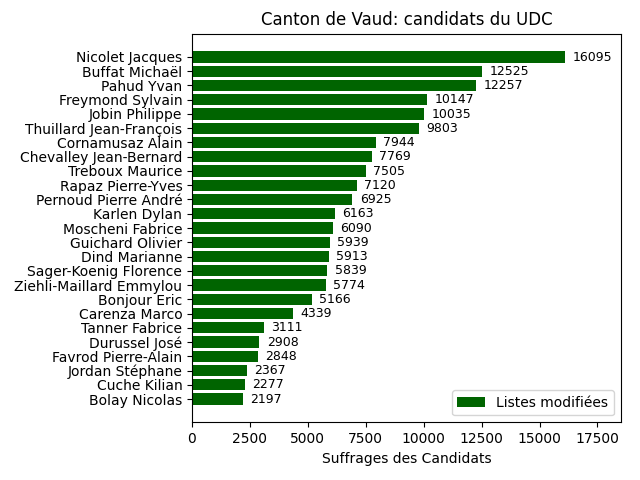 Canton de Vaud: candidats du UDC
Nicolet Jacques 16095
Buffat Michaël 12525
Pahud Yvan 12257
Freymond Sylvain 10147
Jobin Philippe 10035
Thuillard Jean-François 9803
Cornamusaz Alain 7944
Chevalley Jean-Bernard 7769
Treboux Maurice 7505
Rapaz Pierre-Yves 7120
Pernoud Pierre André 6925
Karlen Dylan 6163
Moscheni Fabrice 6090
Guichard Olivier 5939
Dind Marianne 5913
Sager-Koenig Florence 5839
Ziehli-Maillard Emmylou 5774
Bonjour Eric 5166
Carenza Marco 4339
Tanner Fabrice 3111
Durussel José 2908
Favrod Pierre-Alain 2848
Jordan Stéphane 2367
Cuche Kilian 2277
Bolay Nicolas 2197
Listes modifiées
0 2500 5000 7500 10000 12500 15000 17500
Suffrages des Candidats